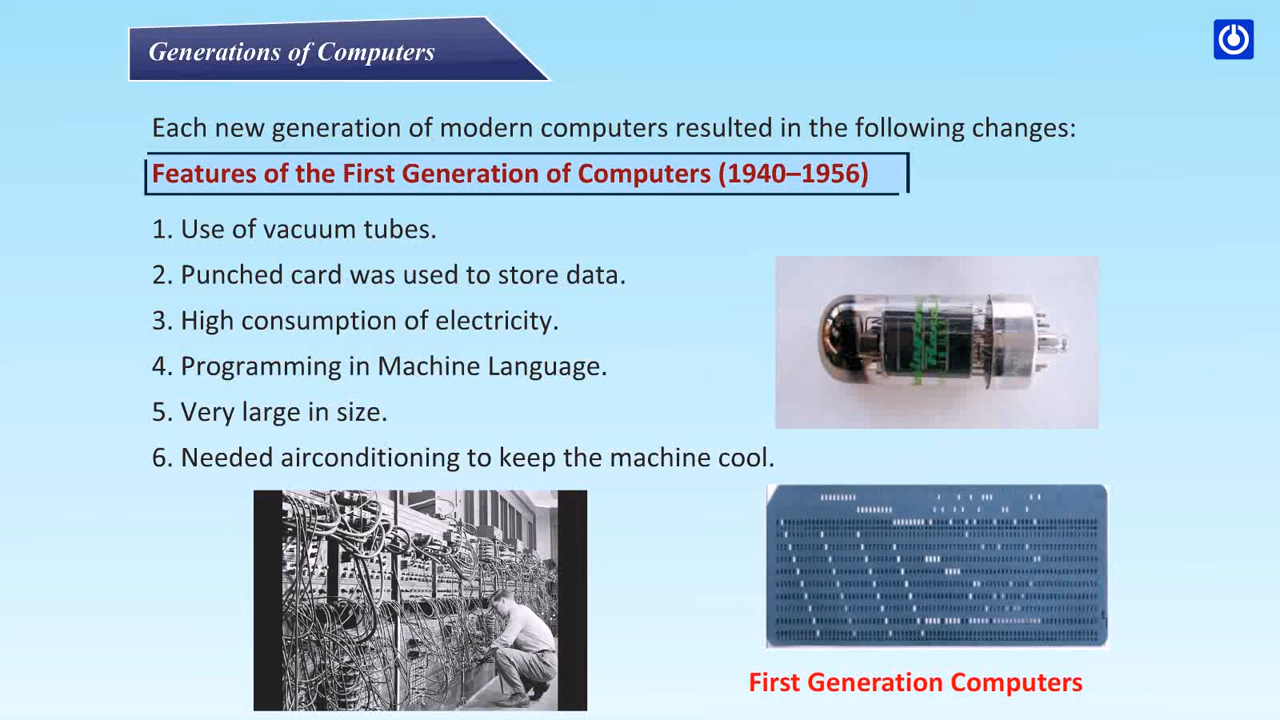 Generations of Computers
Each new generation of modern computers resulted in the following changes:
Features of the First Generation of Computers (1940–1956)
1. Use of vacuum tubes.
2. Punched card was used to store data.
3. High consumption of electricity.
4. Programming in Machine Language.
5. Very large in size.
6. Needed airconditioning to keep the machine cool.
First Generation Computers